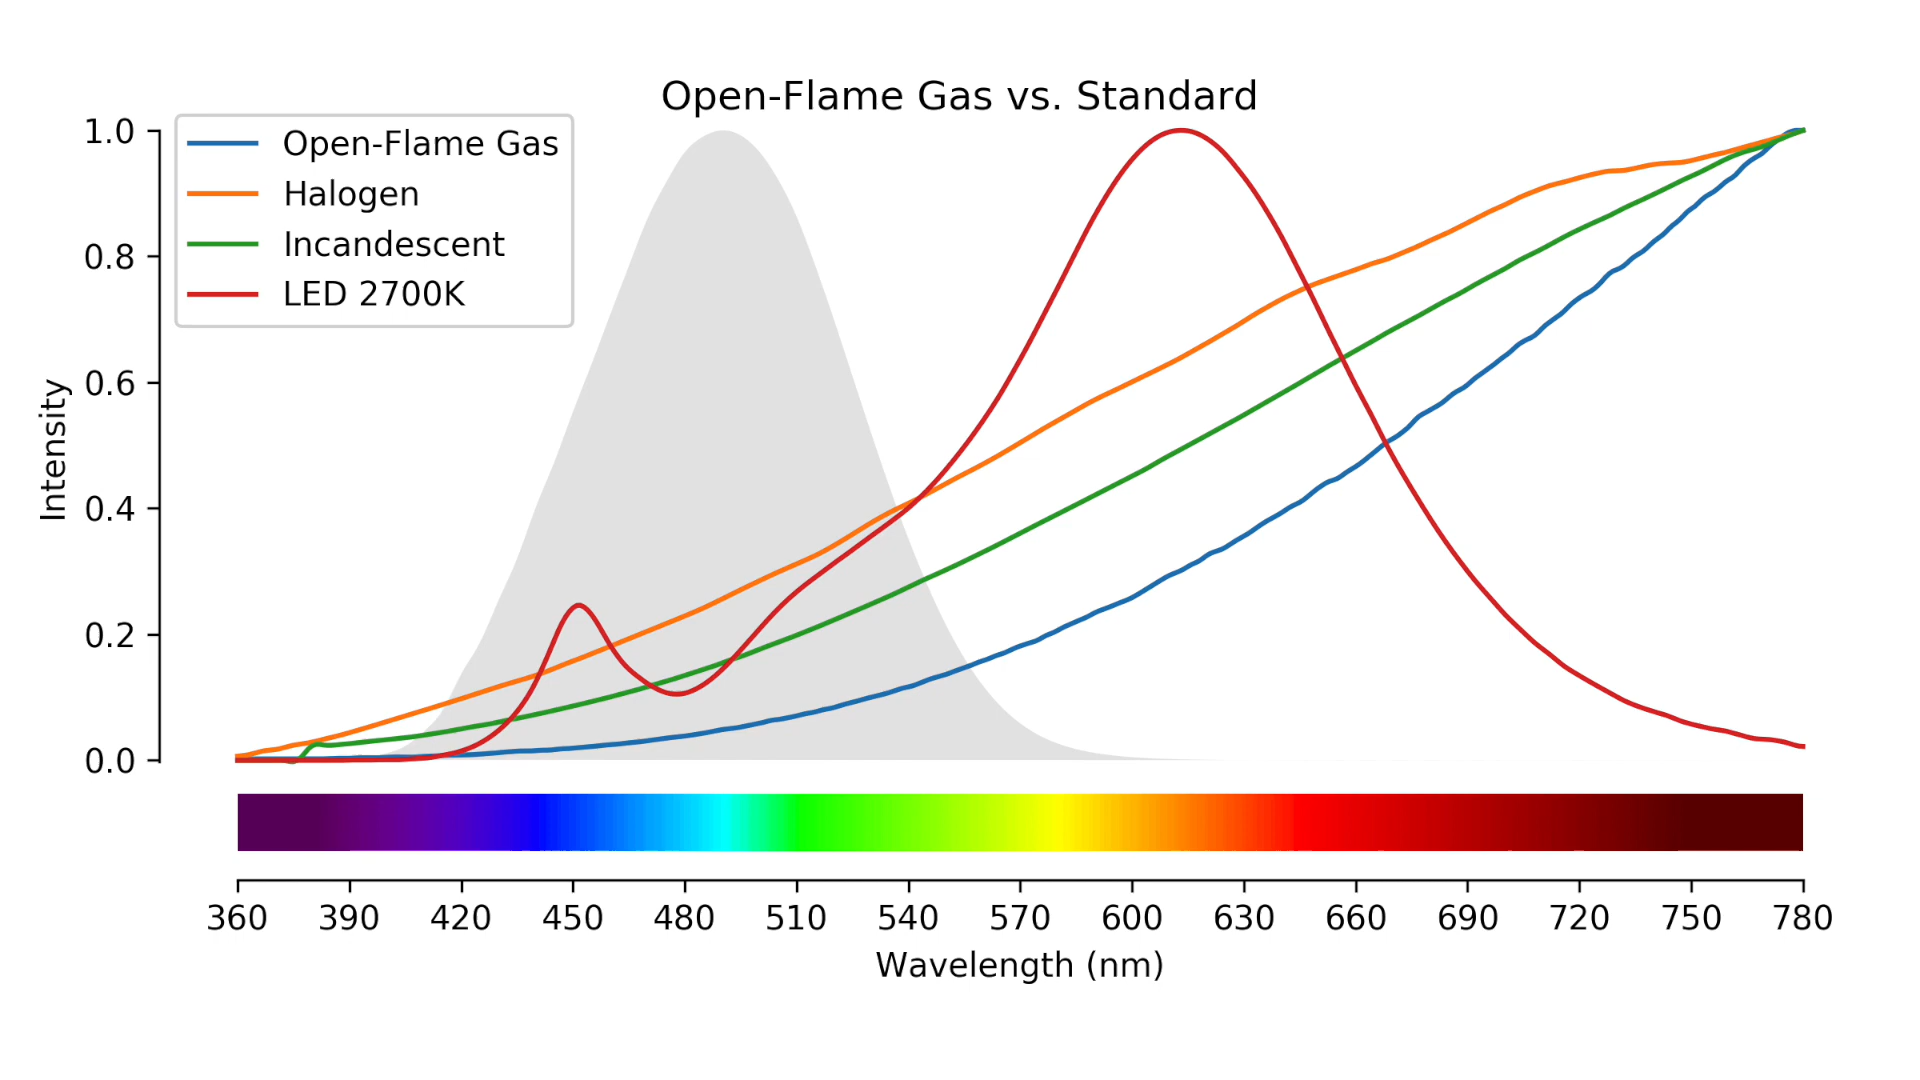 Open-Flame Gas vs. Standard
Open-Flame Gas
Halogen
Incandescent
LED 2700K
Intensity
1.0
0.8
0.6
0.4
0.2
0.0
360 390 420 450 480 510 540 570 600 630 660 690 720 750 780
Wavelength (nm)